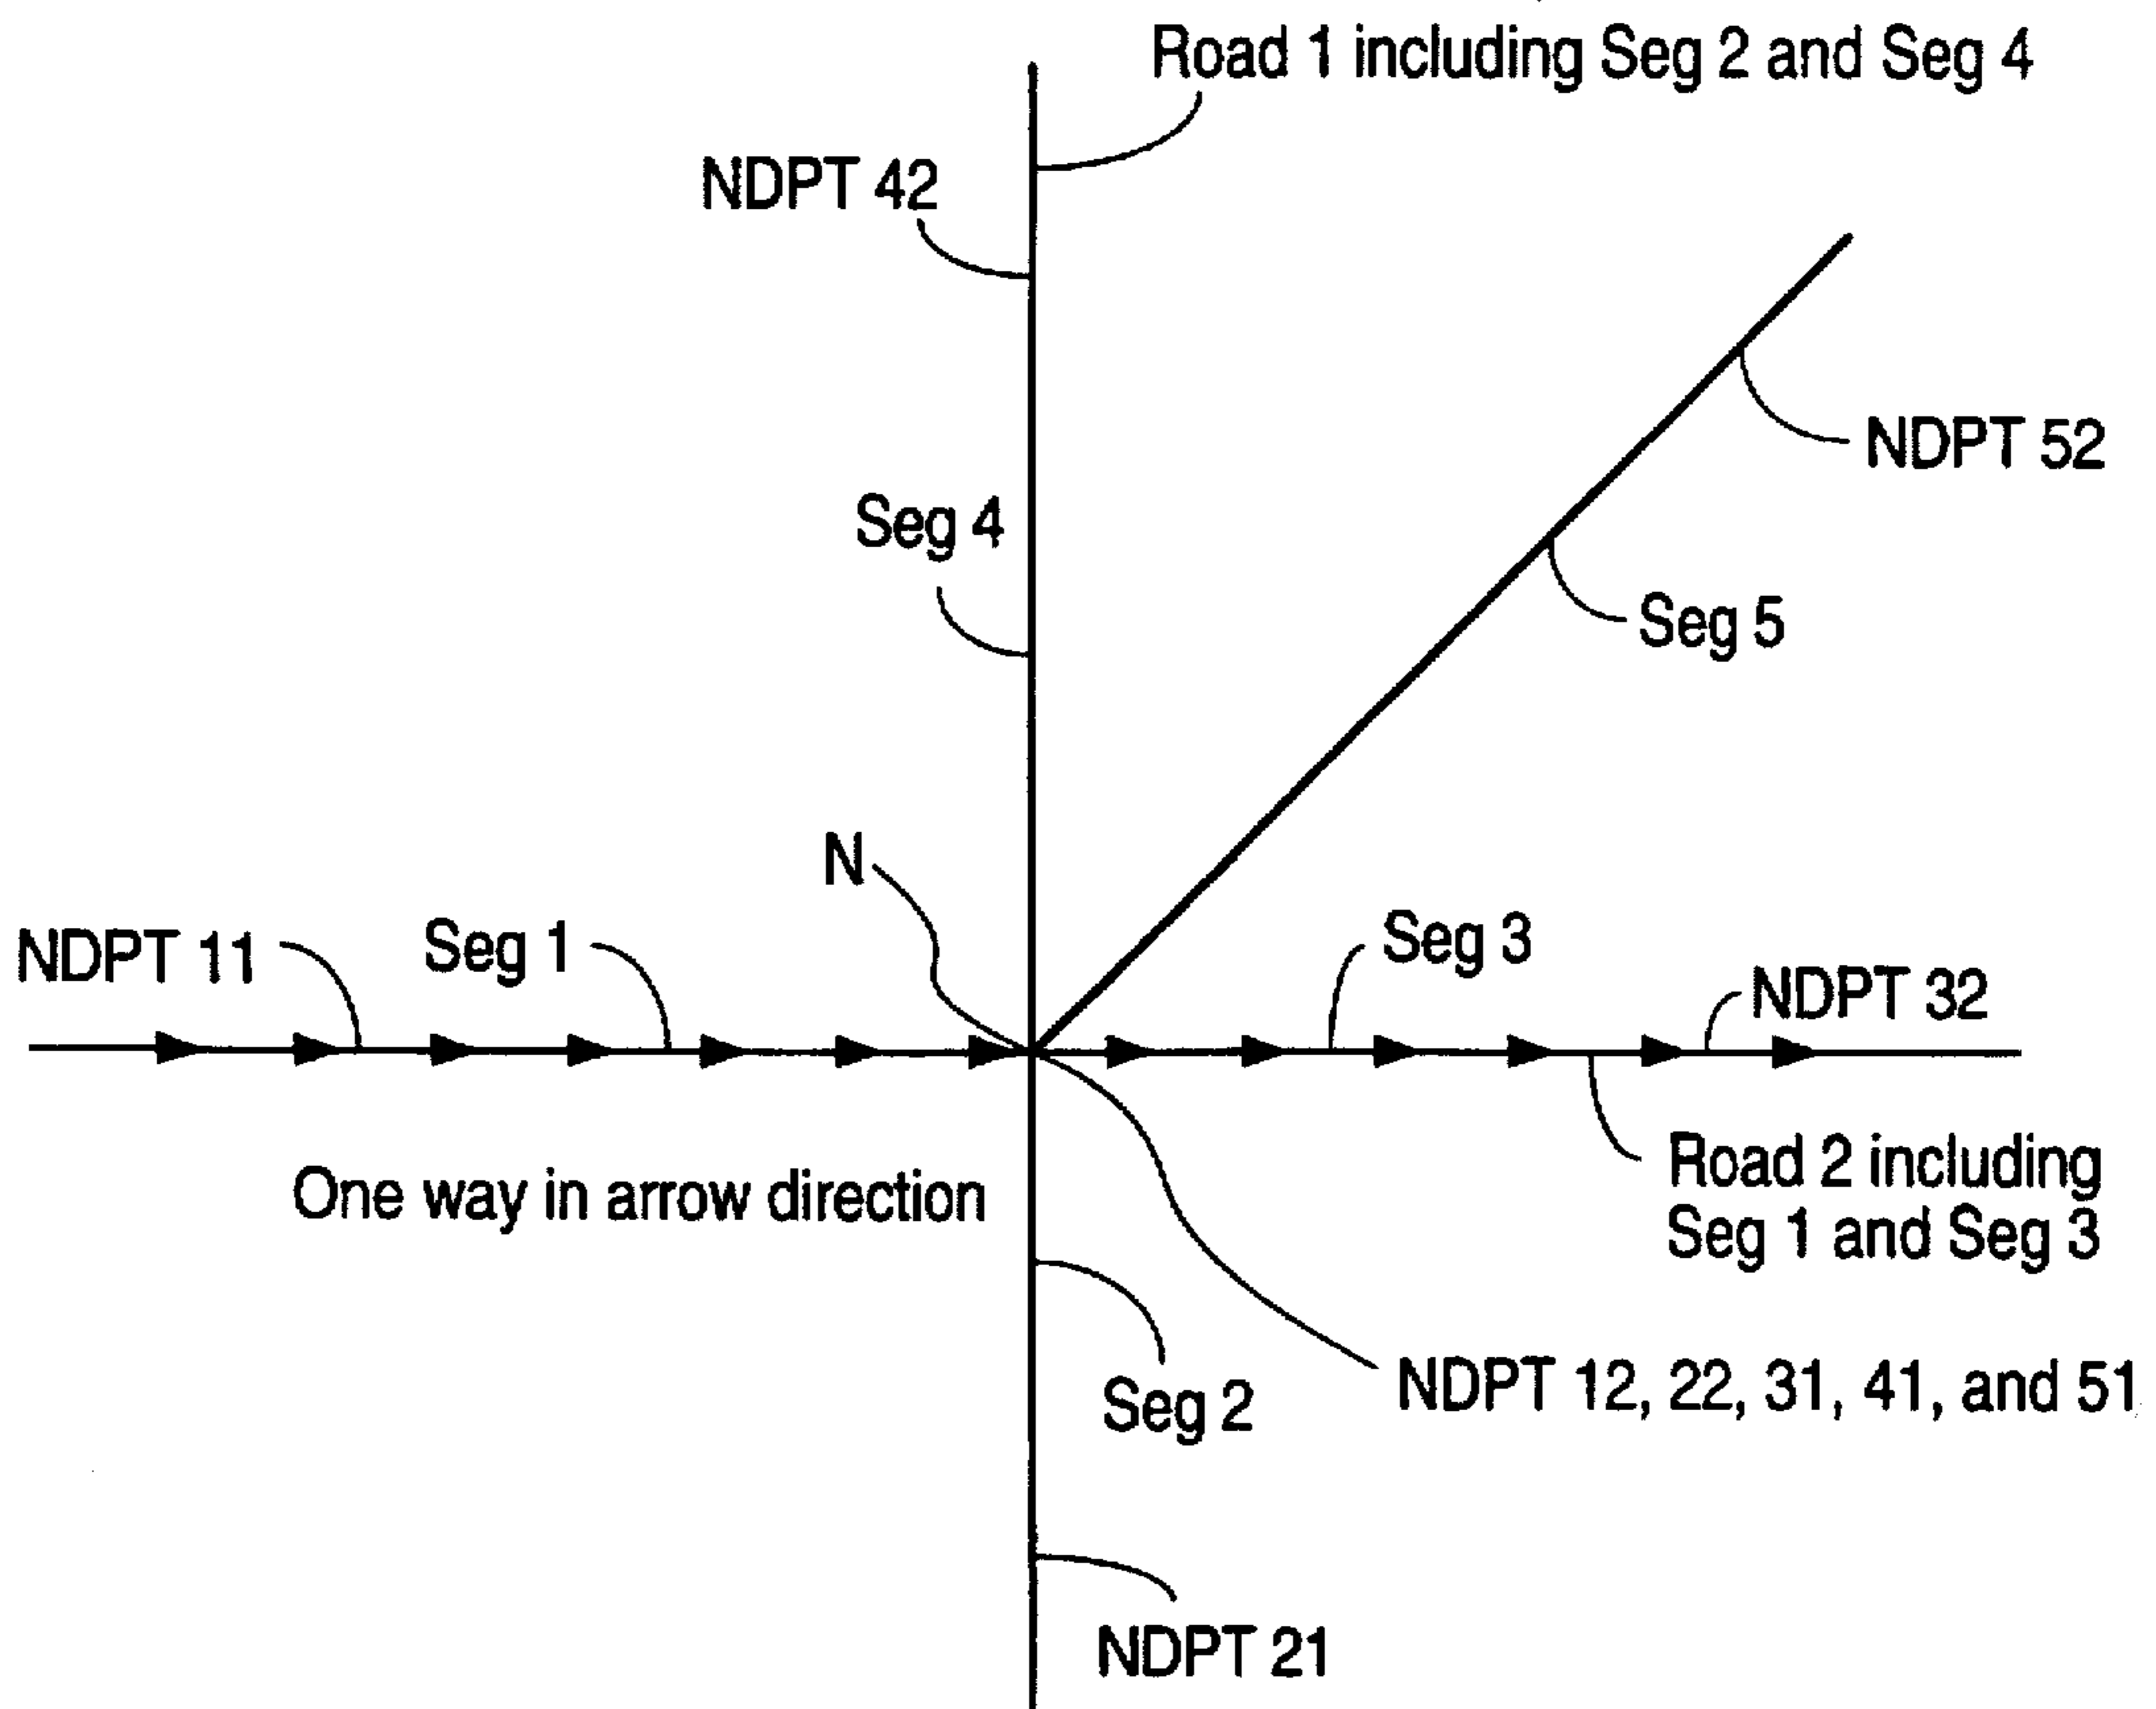 Road 1 including Seg 2 and Seg 4
NDPT 42
NDPT 52
Seg 4
Seg 5
N
NDPT 11
Seg 1
Seg 3
NDPT 32
One way in arrow direction
Road 2 including
Seg 1 and Seg 3
NDPT 12, 22, 31, 41, and 51
Seg 2
NDPT 21